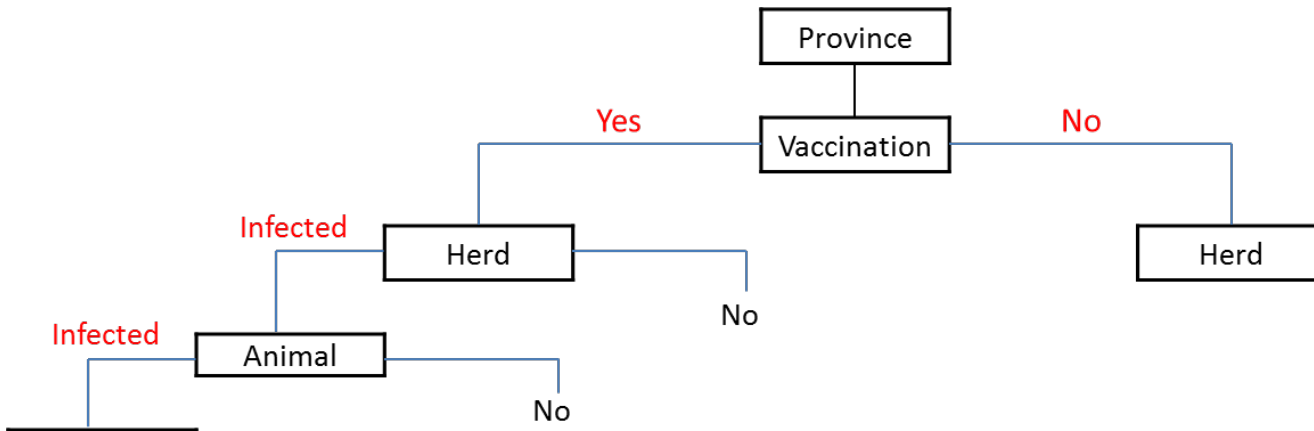 Province
Yes
No
Vaccination
Infected
Herd
Herd
No
Infected
Animal
No